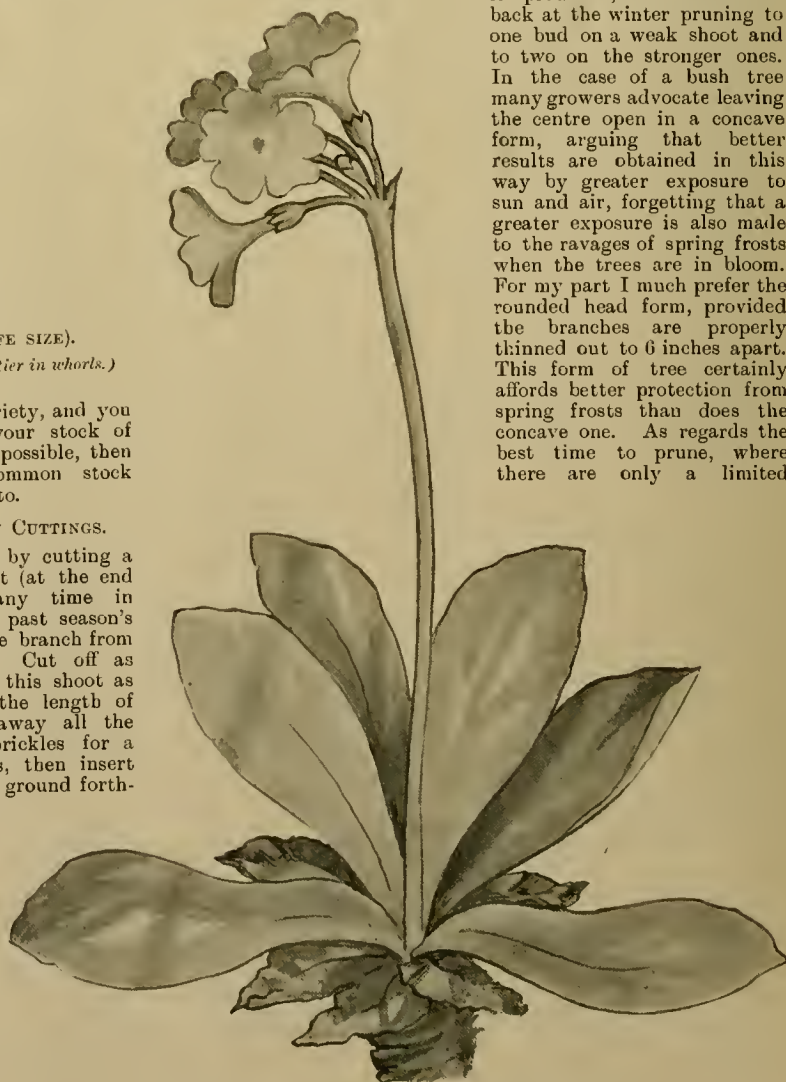 FE SIZE).
ier in whorls.)
riety, and you
your stock of
possible, then
ommon stock
to.
CUTTINGS.
by cutting a
t (at the end
any time in
past season's
e branch from
Cut off as
this shoot as
the length of
away all the
prickles for a
s, then insert
ground forth-
back at the winter pruning to
one bud on a weak shoot and
to two on the stronger ones.
In the case of a bush tree
many growers advocate leaving
the centre open in a concave
form, arguing that better
results are obtained in this
way by greater exposure to
sun and air, forgetting that a
greater exposure is also made
to the ravages of spring frosts
when the trees are in bloom.
For my part I much prefer the
rounded head form, provided
the branches are properly
thinned out to 6 inches apart.
This form of tree certainly
affords better protection from
spring frosts than does the
concave one. As regards the
best time to prune, where
there are only a limited